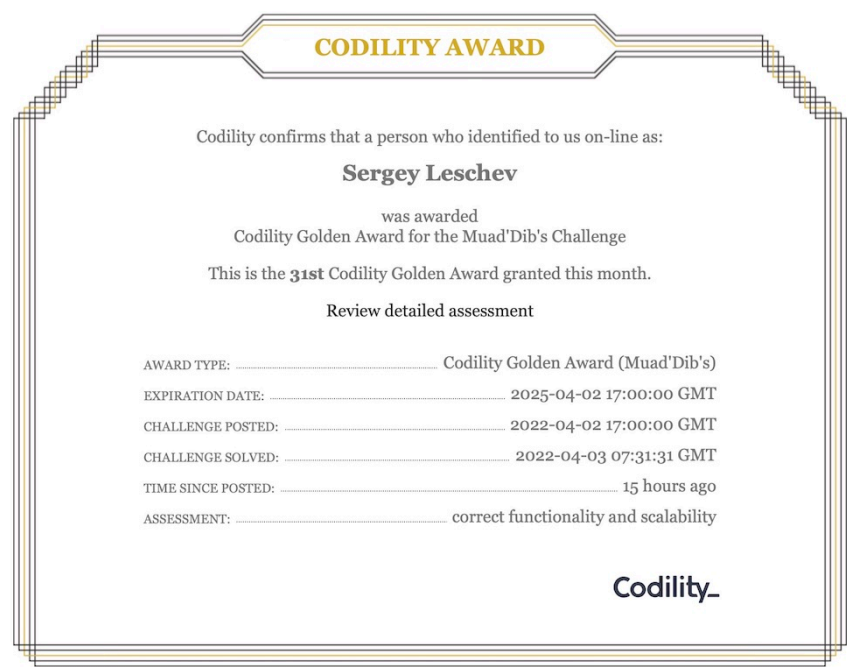 CODILITY AWARD
Codility confirms that a person who identified to us on-line as:
Sergey Leschev
was awarded
Codility Golden Award for the Muad'Dib's Challenge
This is the 31st Codility Golden Award granted this month.
Review detailed assessment
AWARD TYPE: Codility Golden Award (Muad'Dib's)
EXPIRATION DATE: 2025-04-02 17:00:00 GMT
CHALLENGE POSTED: 2022-04-02 17:00:00 GMT
CHALLENGE SOLVED: 2022-04-03 07:31:31 GMT
TIME SINCE POSTED: 15 hours ago
ASSESSMENT: correct functionality and scalability
Codility_